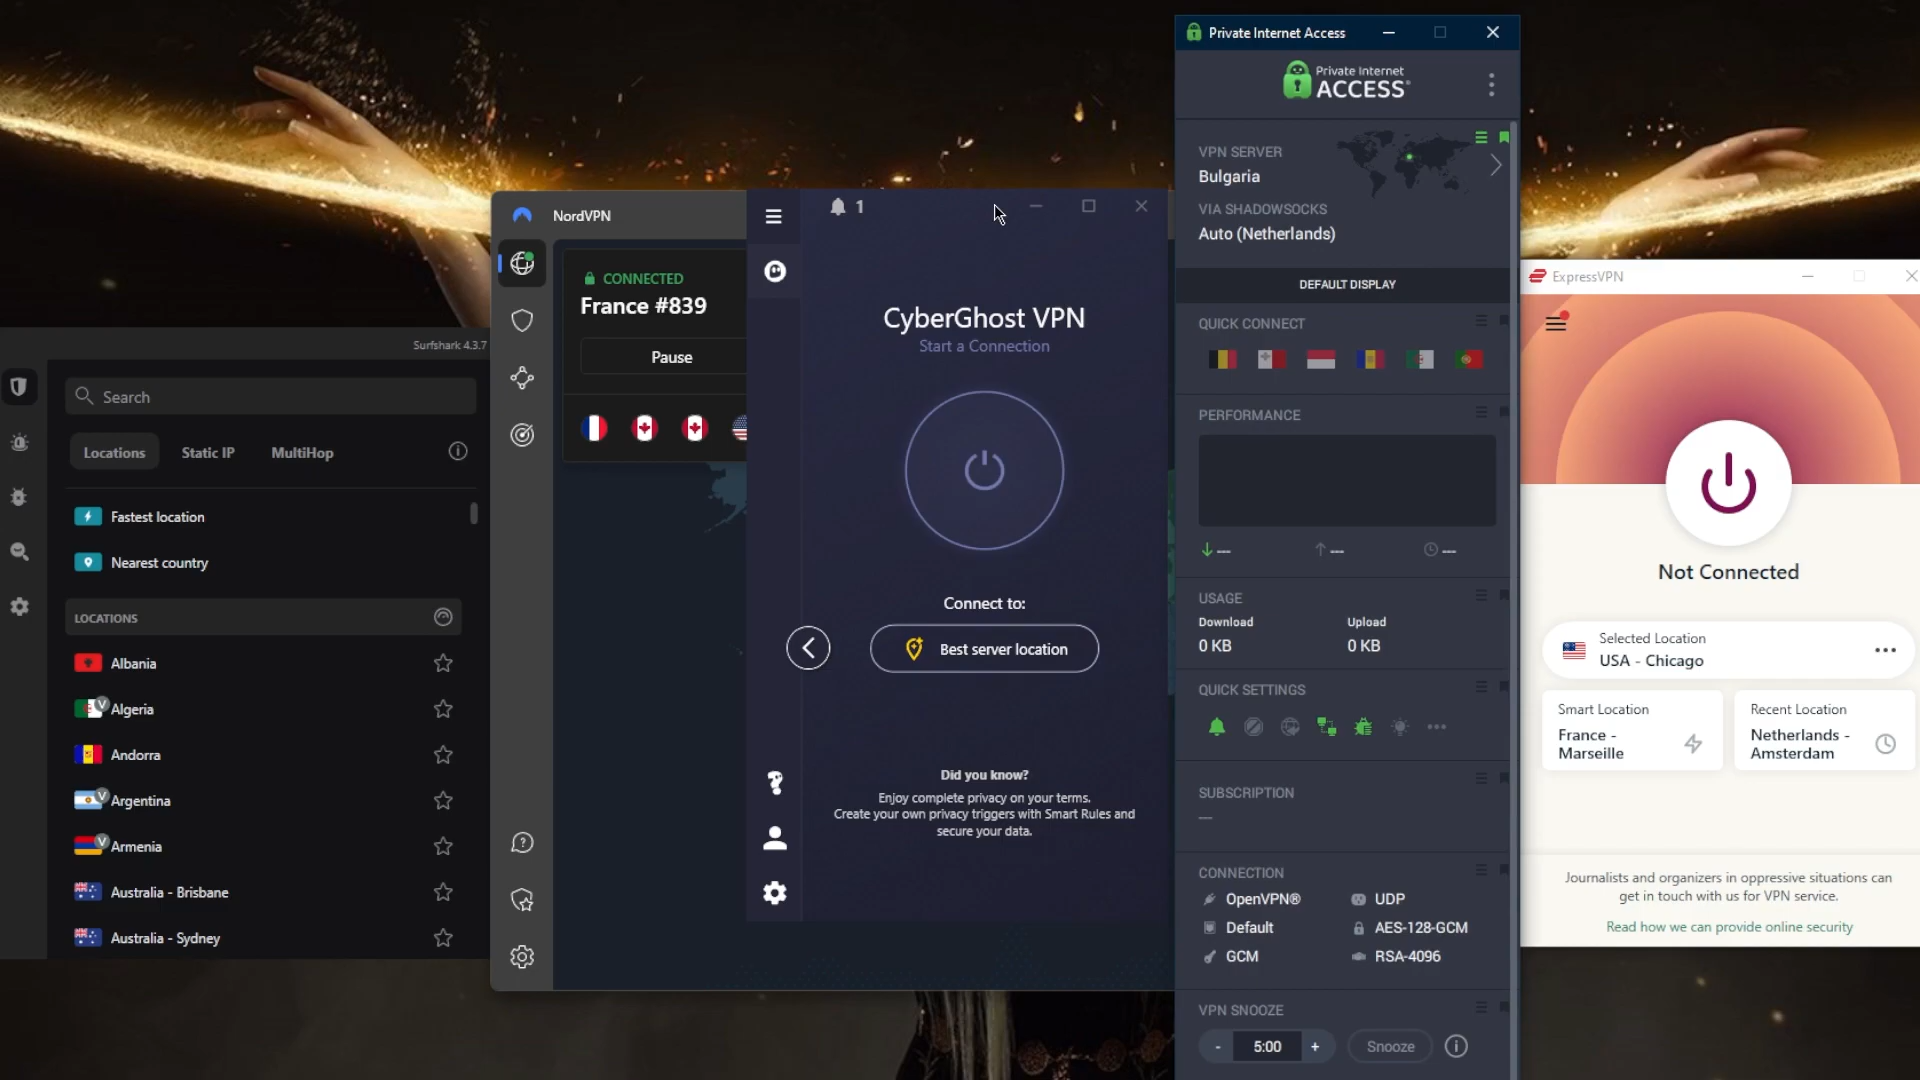 Surfshark 4.3.7
Search
Locations
Static IP
MultiHop
Fastest location
Nearest country
LOCATIONS
Albania
Algeria
Andorra
Argentina
Armenia
Australia - Brisbane
Australia - Sydney
NordVPN
CONNECTED
France #839
Pause
1
CyberGhost VPN
Start a Connection
Connect to:
Best server location
Did you know?
Enjoy complete privacy on your terms.
Create your own privacy triggers with Smart Rules and
secure your data.
Private Internet Access
Private Internet
ACCESS®
VPN SERVER
Bulgaria
VIA SHADOWSOCKS
Auto (Netherlands)
DEFAULT DISPLAY
QUICK CONNECT
PERFORMANCE
---
---
---
USAGE
Download
Upload
0 KB
0 KB
QUICK SETTINGS
SUBSCRIPTION
—
CONNECTION
OpenVPN®
UDP
Default
AES-128-GCM
GCM
RSA-4096
VPN SNOOZE
-
5:00
+
Snooze
ExpressVPN
Not Connected
Selected Location
USA - Chicago
Smart Location
France -
Marseille
Recent Location
Netherlands -
Amsterdam
Journalists and organizers in oppressive situations can
get in touch with us for VPN service.
Read how we can provide online security